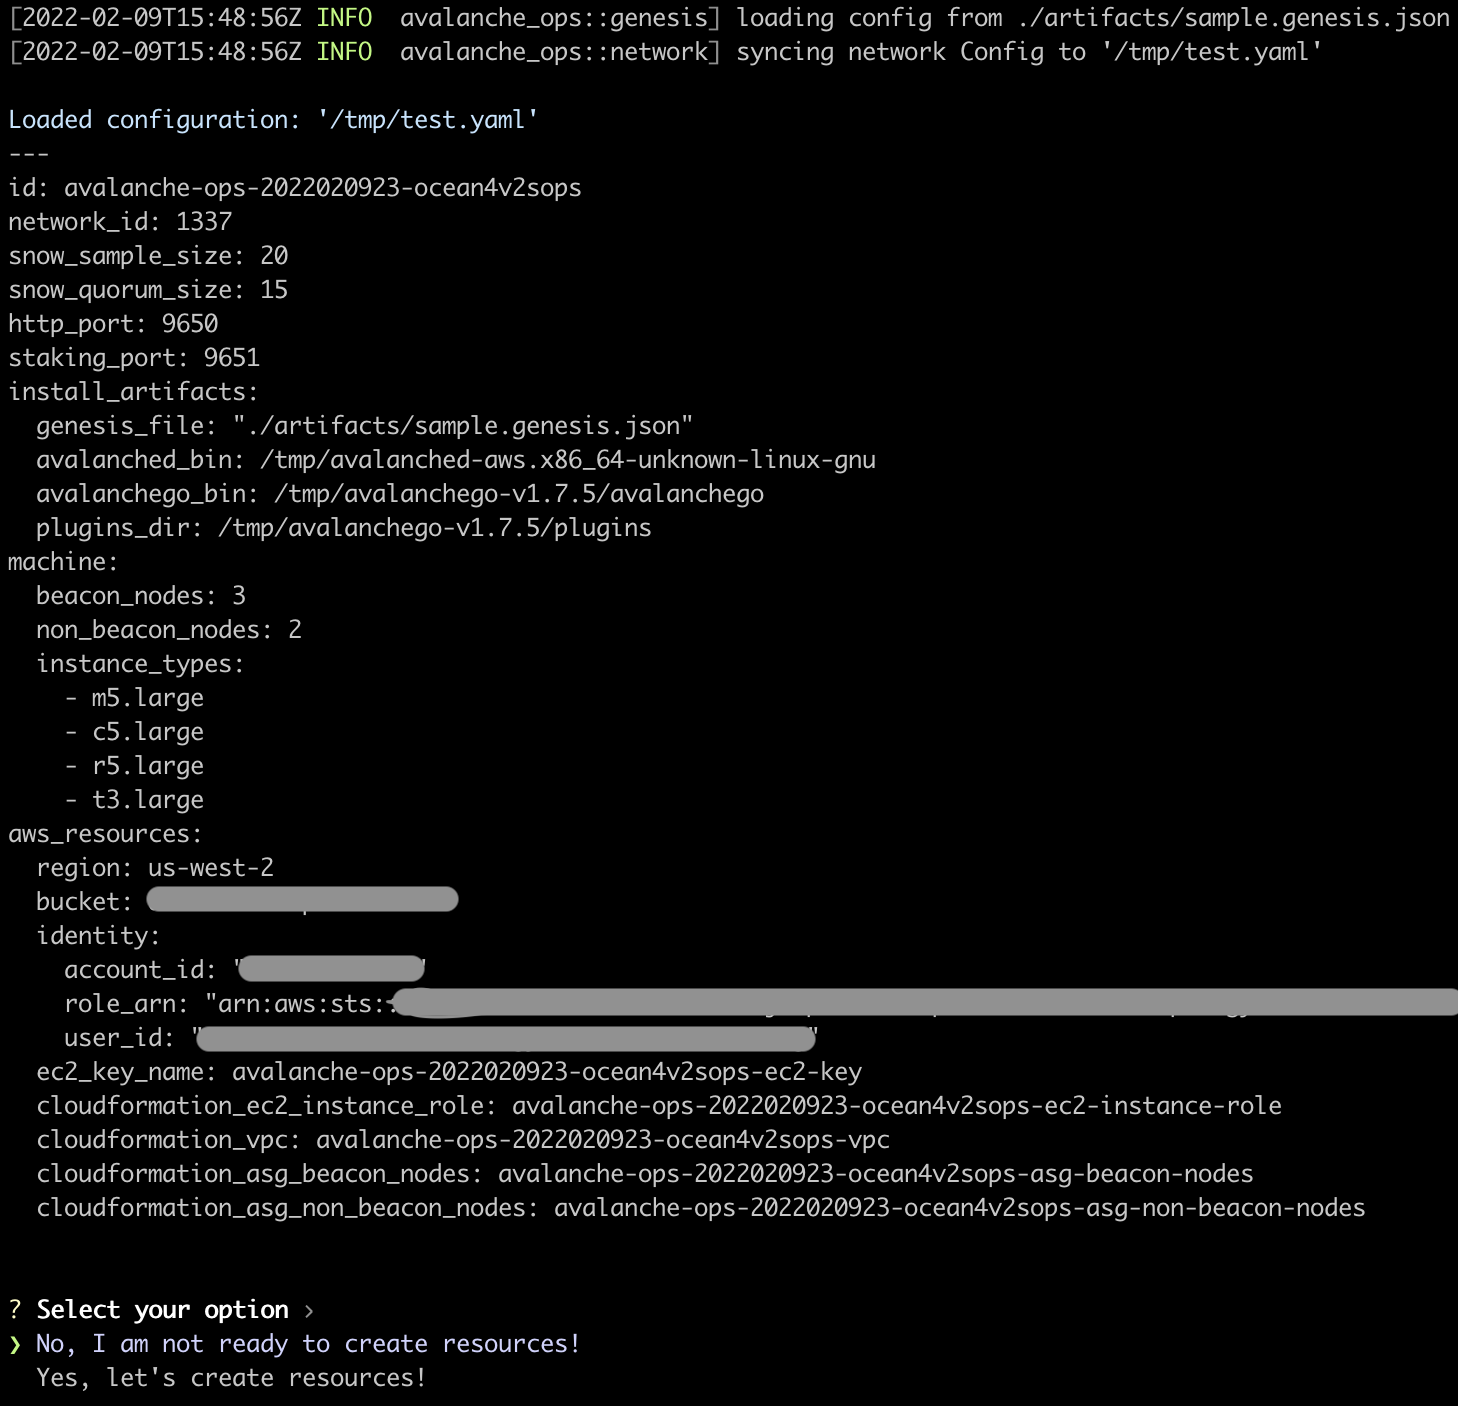 [2022-02-09T15:48:56Z INFO  avalanche_ops::genesis] loading config from ./artifacts/sample.genesis.json
[2022-02-09T15:48:56Z INFO  avalanche_ops::network] syncing network Config to '/tmp/test.yaml'
Loaded configuration: '/tmp/test.yaml'
---
id: avalanche-ops-2022020923-ocean4v2sops
network_id: 1337
snow_sample_size: 20
snow_quorum_size: 15
http_port: 9650
staking_port: 9651
install_artifacts:
  genesis_file: "./artifacts/sample.genesis.json"
  avalanched_bin: /tmp/avalanched-aws.x86_64-unknown-linux-gnu
  avalanchego_bin: /tmp/avalanchego-v1.7.5/avalanchego
  plugins_dir: /tmp/avalanchego-v1.7.5/plugins
machine:
  beacon_nodes: 3
  non_beacon_nodes: 2
  instance_types:
    - m5.large
    - c5.large
    - r5.large
    - t3.large
aws_resources:
  region: us-west-2
  bucket:
  identity:
    account_id: "
    role_arn: "arn:aws:sts:
    user_id: " "
  ec2_key_name: avalanche-ops-2022020923-ocean4v2sops-ec2-key
  cloudformation_ec2_instance_role: avalanche-ops-2022020923-ocean4v2sops-ec2-instance-role
  cloudformation_vpc: avalanche-ops-2022020923-ocean4v2sops-vpc
  cloudformation_asg_beacon_nodes: avalanche-ops-2022020923-ocean4v2sops-asg-beacon-nodes
  cloudformation_asg_non_beacon_nodes: avalanche-ops-2022020923-ocean4v2sops-asg-non-beacon-nodes
? Select your option ›
❯ No, I am not ready to create resources!
  Yes, let's create resources!